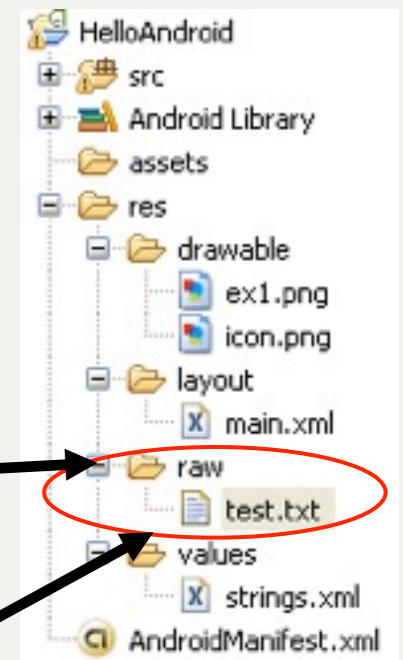 HelloAndroid
src
Android Library
assets
res
drawable
ex1.png
icon.png
layout
main.xml
raw
test.txt
values
strings.xml
AndroidManifest.xml